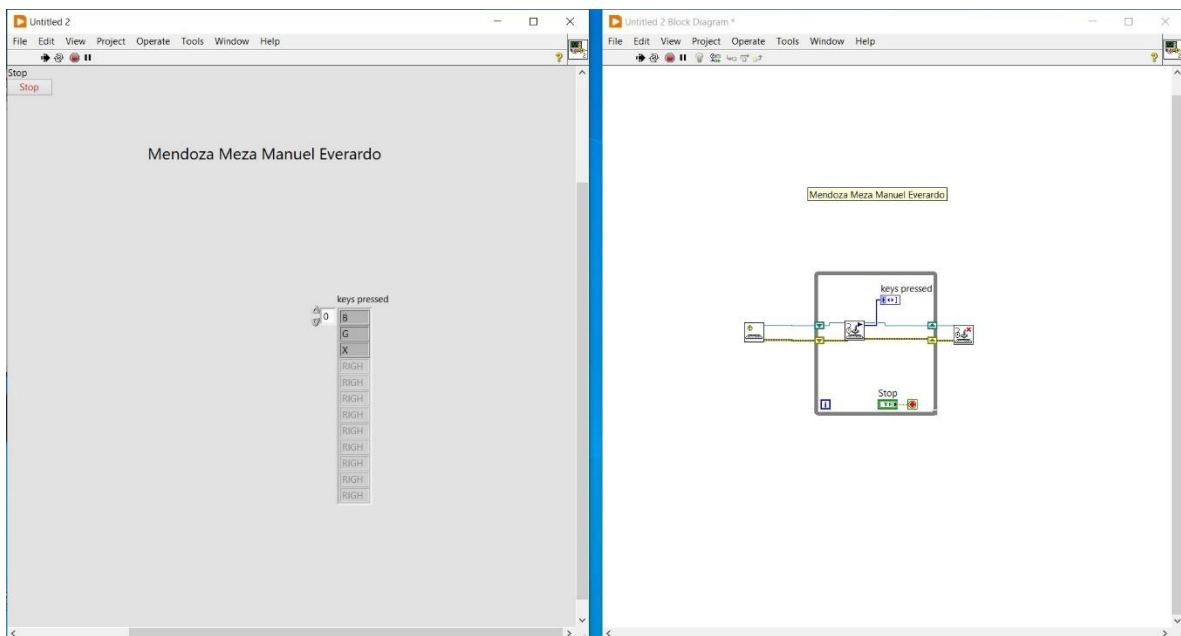 Untitled 2
File Edit View Project Operate Tools Window Help
Stop
Stop
Mendoza Meza Manuel Everardo
keys pressed
0
B
G
X
RIGH
RIGH
RIGH
RIGH
RIGH
RIGH
RIGH
RIGH
RIGH
Untitled 2 Block Diagram *
File Edit View Project Operate Tools Window Help
Mendoza Meza Manuel Everardo
keys pressed
Stop
i